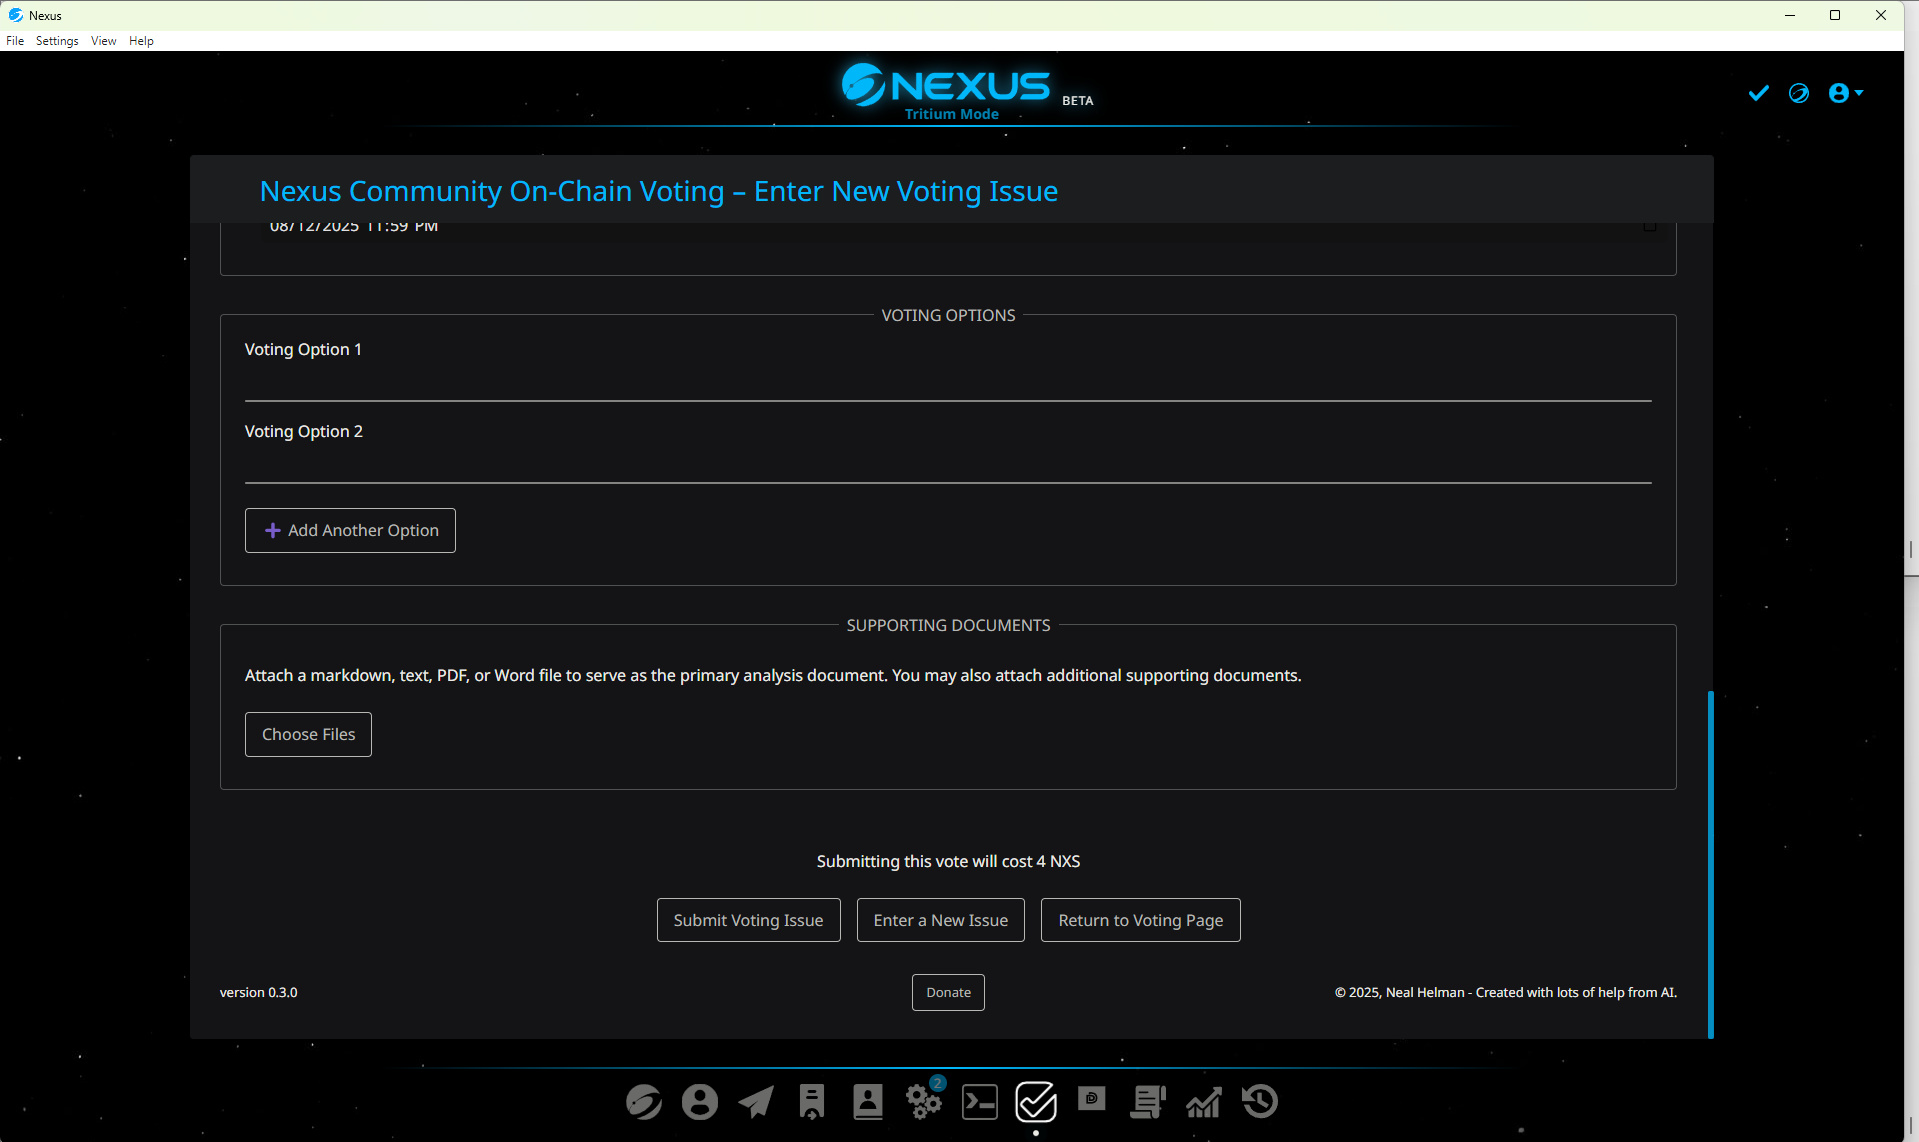 Nexus
File Settings View Help
NEXUS BETA
Tritium Mode
Nexus Community On-Chain Voting – Enter New Voting Issue
08/12/2025 11:59 PM
VOTING OPTIONS
Voting Option 1
Voting Option 2
Add Another Option
SUPPORTING DOCUMENTS
Attach a markdown, text, PDF, or Word file to serve as the primary analysis document. You may also attach additional supporting documents.
Choose Files
Submitting this vote will cost 4 NXS
Submit Voting Issue Enter a New Issue Return to Voting Page
version 0.3.0 Donate © 2025, Neal Helman - Created with lots of help from AI.
2
D